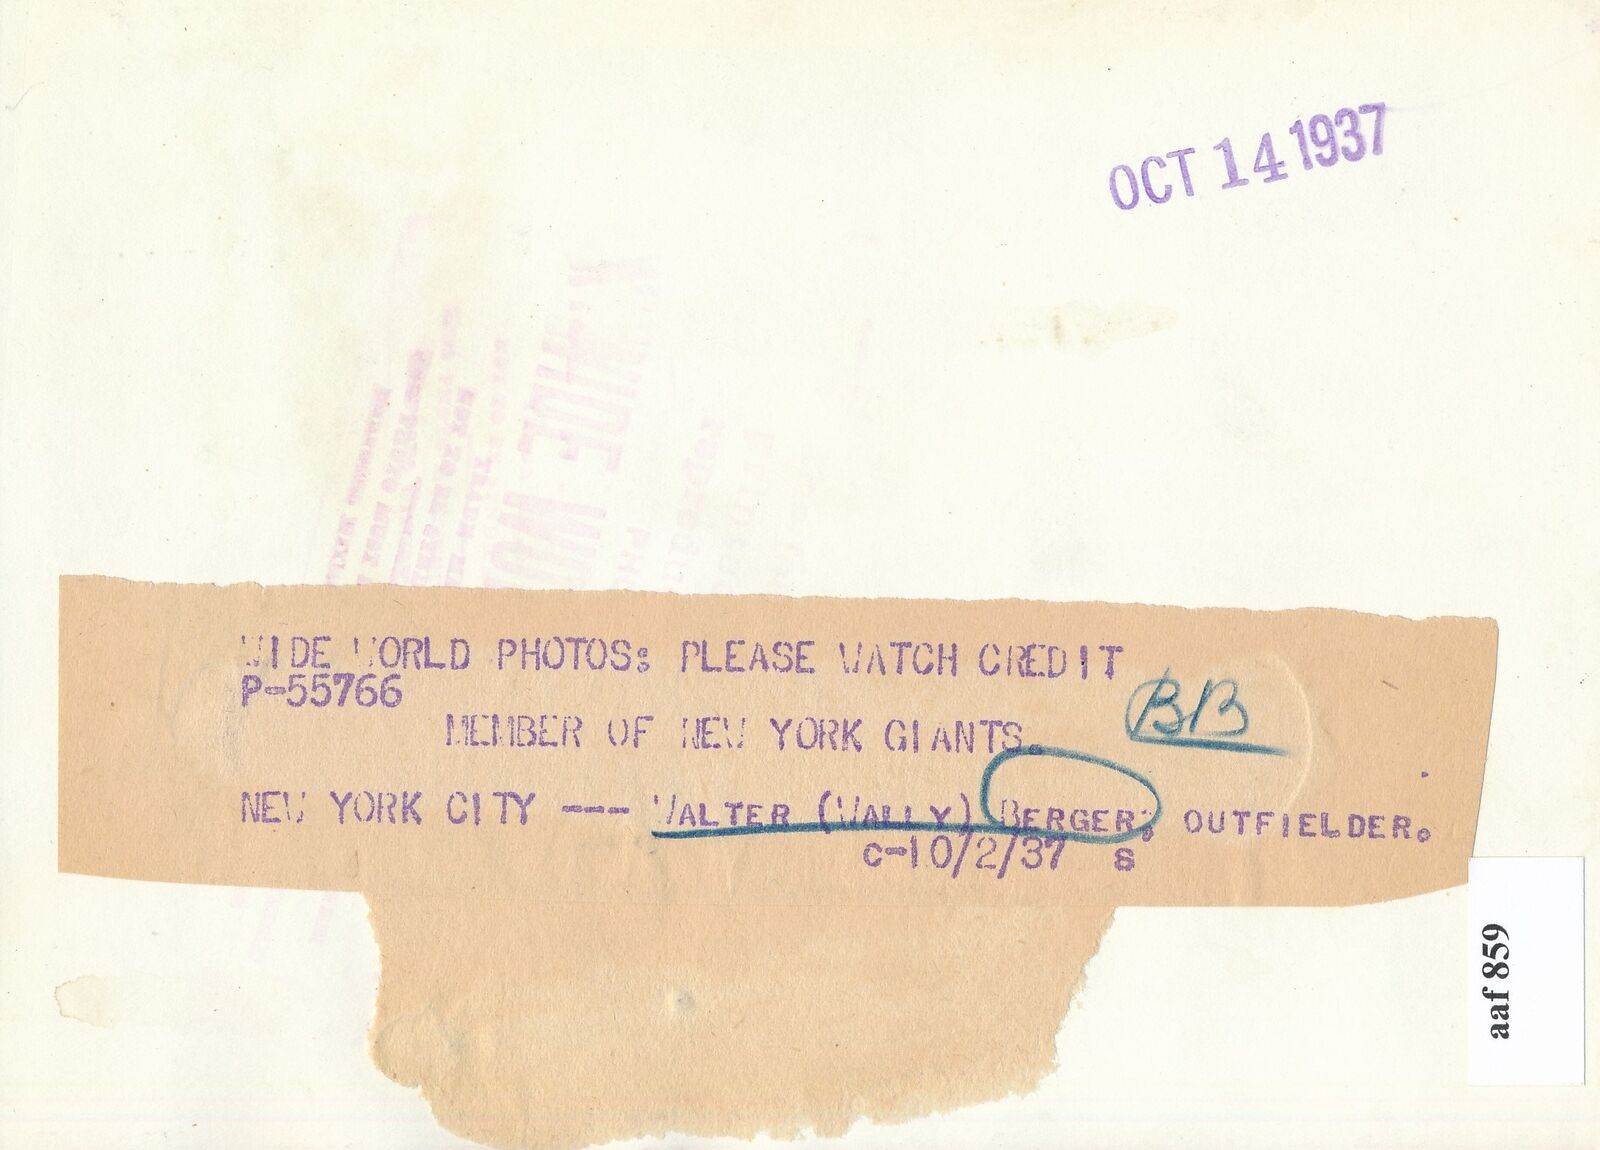 OCT 14 1937
WIDE WORLD PHOTOS: PLEASE WATCH CREDIT
P-55766
BB
MEMBER OF NEW YORK GIANTS.
NEW YORK CITY --- WALTER (WALLY) BERGER; OUTFIELDER.
c-10/2/37 s
aaf 859